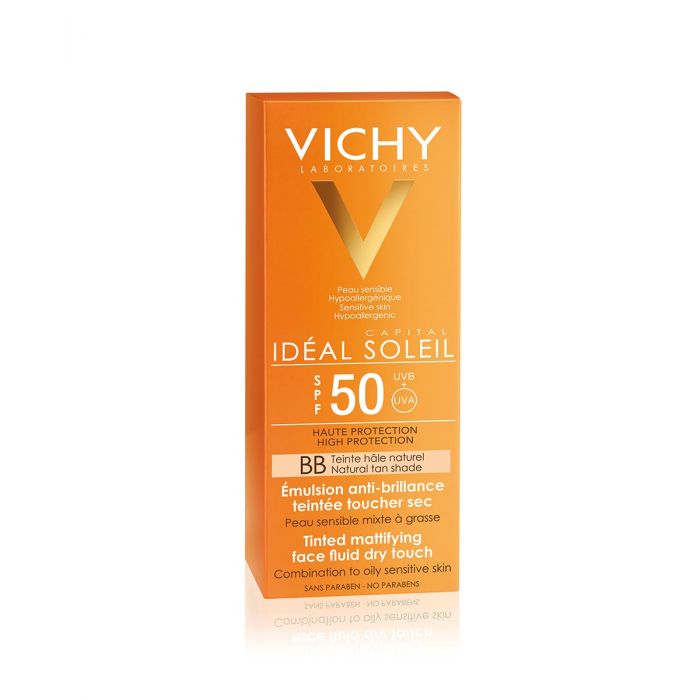 VICHY
LABORATOIRES
V
Peau sensible
Hypoallergénique
Sensitive skin
Hypoallergenic
CAPITAL
IDÉAL SOLEIL
SPF 50 UVB + UVA
HAUTE PROTECTION
HIGH PROTECTION
BB Teinte hâle naturel
Natural tan shade
Émulsion anti-brillance
teintée toucher sec
Peau sensible mixte à grasse
Tinted mattifying
face fluid dry touch
Combination to oily sensitive skin
SANS PARABEN - NO PARABENS